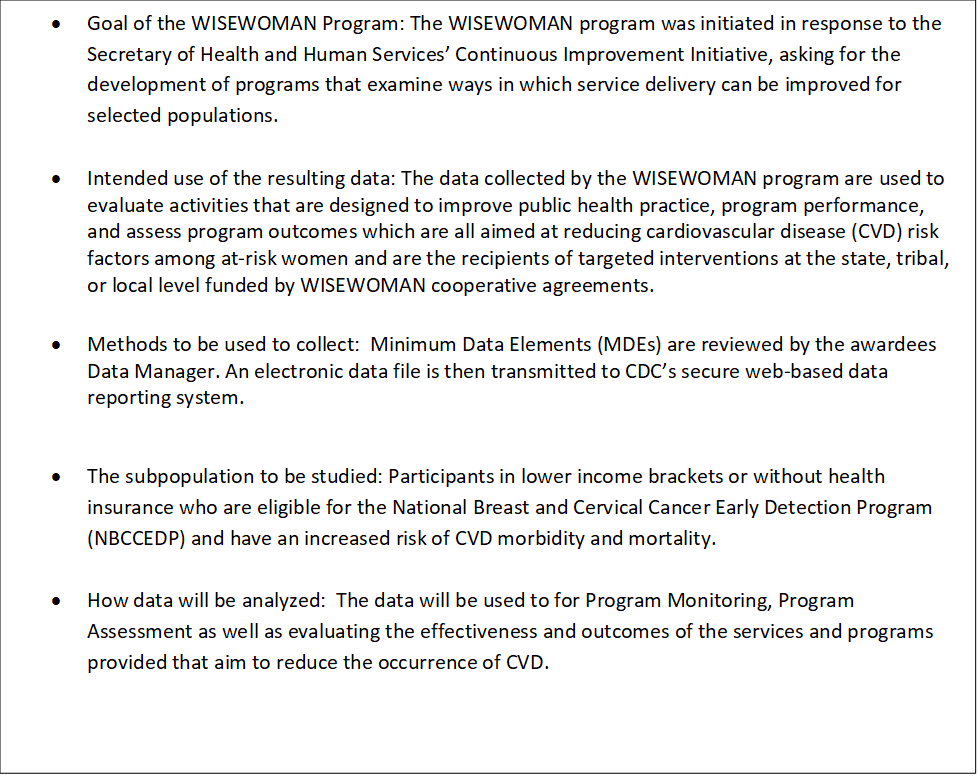 • Goal of the WISEWOMAN Program: The WISEWOMAN program was initiated in response to the
Secretary of Health and Human Services’ Continuous Improvement Initiative, asking for the
development of programs that examine ways in which service delivery can be improved for
selected populations.
• Intended use of the resulting data: The data collected by the WISEWOMAN program are used to
evaluate activities that are designed to improve public health practice, program performance,
and assess program outcomes which are all aimed at reducing cardiovascular disease (CVD) risk
factors among at-risk women and are the recipients of targeted interventions at the state, tribal,
or local level funded by WISEWOMAN cooperative agreements.
• Methods to be used to collect:  Minimum Data Elements (MDEs) are reviewed by the awardees
Data Manager. An electronic data file is then transmitted to CDC’s secure web-based data
reporting system.
• The subpopulation to be studied: Participants in lower income brackets or without health
insurance who are eligible for the National Breast and Cervical Cancer Early Detection Program
(NBCCEDP) and have an increased risk of CVD morbidity and mortality.
• How data will be analyzed:  The data will be used to for Program Monitoring, Program
Assessment as well as evaluating the effectiveness and outcomes of the services and programs
provided that aim to reduce the occurrence of CVD.